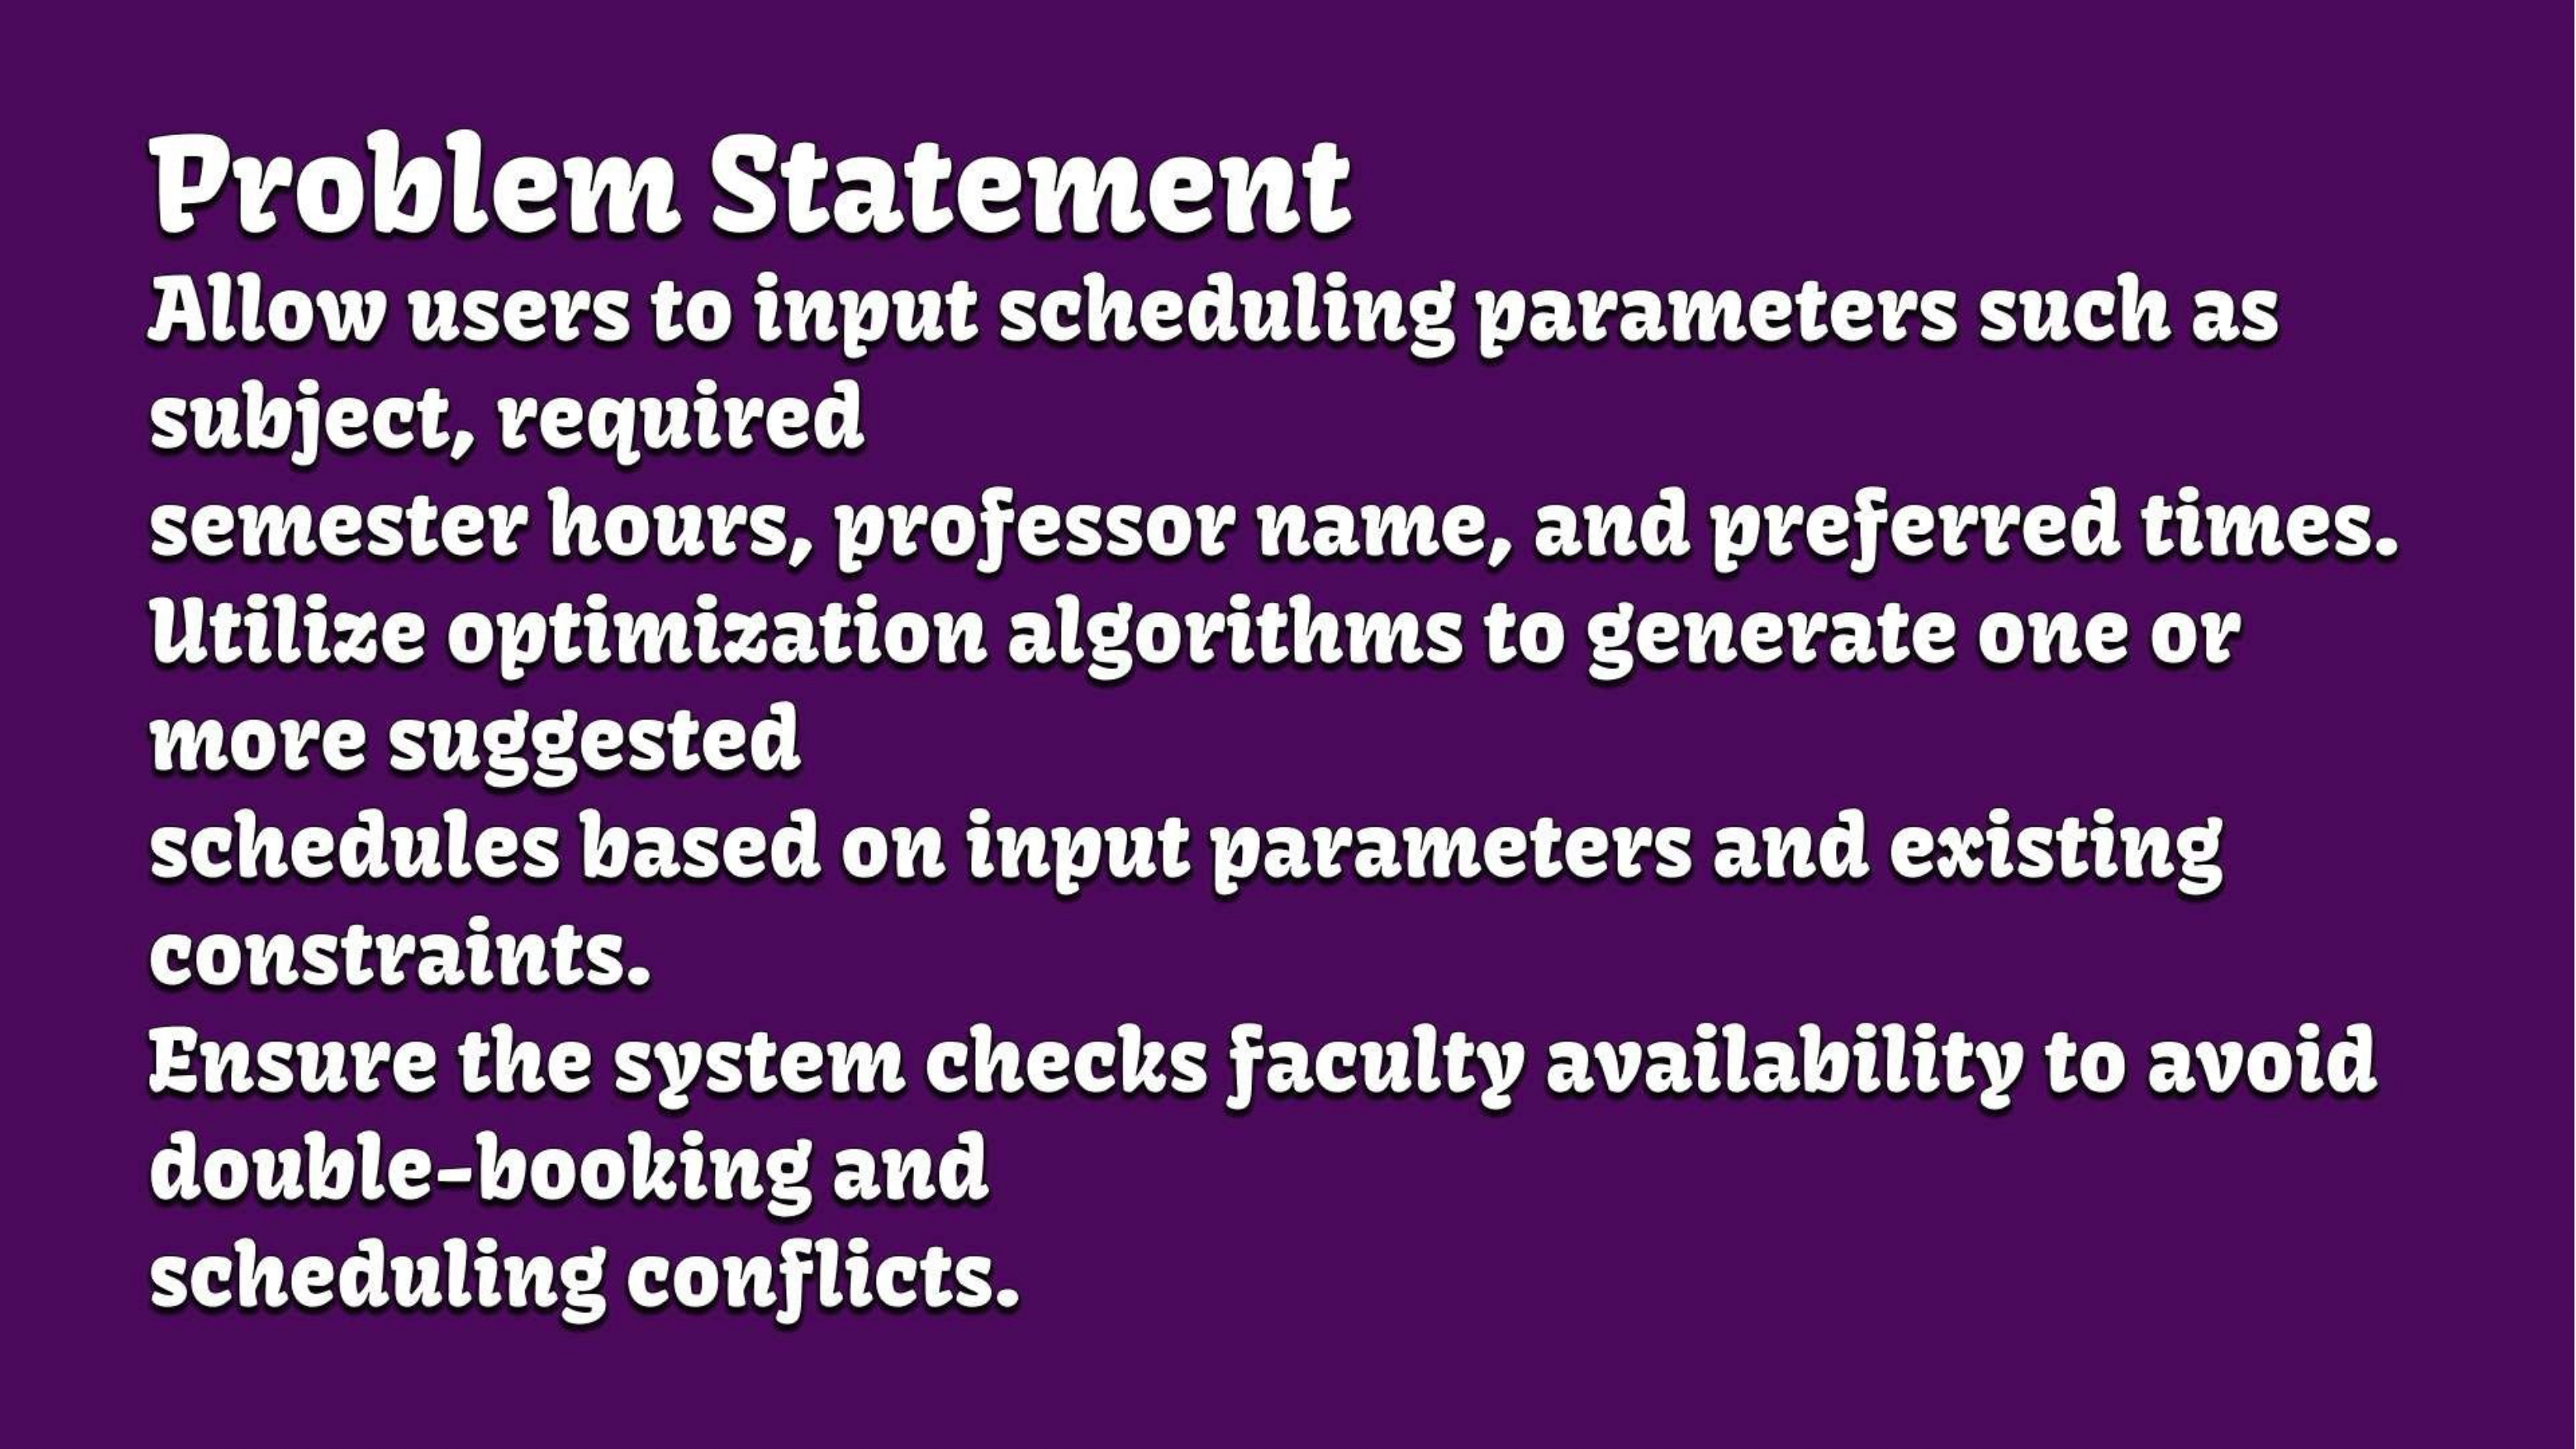 Problem Statement
Allow users to input scheduling parameters such as
subject, required
semester hours, professor name, and preferred times.
Utilize optimization algorithms to generate one or
more suggested
schedules based on input parameters and existing
constraints.
Ensure the system checks faculty availability to avoid
double-booking and
scheduling conflicts.